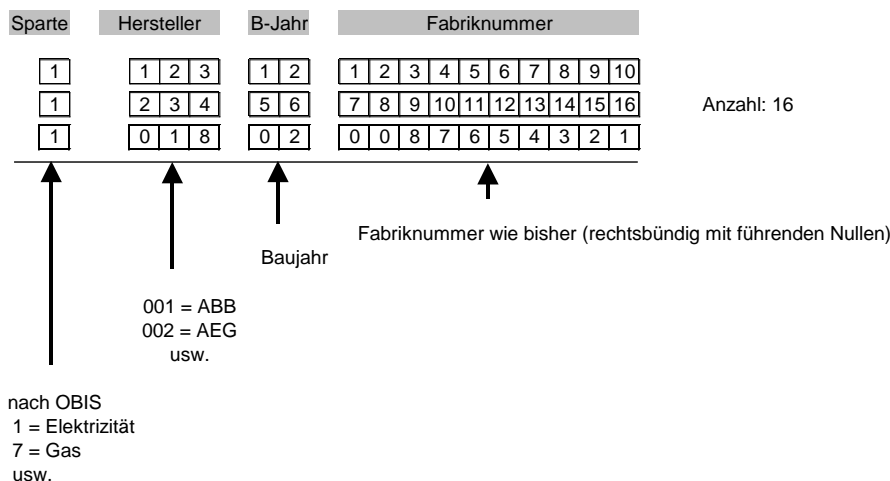 Sparte Hersteller B-Jahr Fabriknummer
1 1 2 3 1 2 1 2 3 4 5 6 7 8 9 10
1 2 3 4 5 6 7 8 9 10 11 12 13 14 15 16 Anzahl: 16
1 0 1 8 0 2 0 0 8 7 6 5 4 3 2 1
Fabriknummer wie bisher (rechtsbündig mit führenden Nullen)
Baujahr
001 = ABB
002 = AEG
usw.
nach OBIS
1 = Elektrizität
7 = Gas
usw.